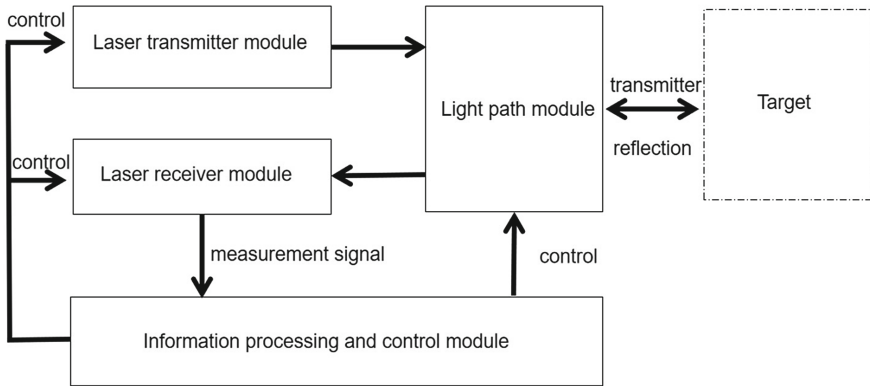 control
Laser transmitter module
Light path module
transmitter
Target
reflection
control
Laser receiver module
measurement signal
control
Information processing and control module